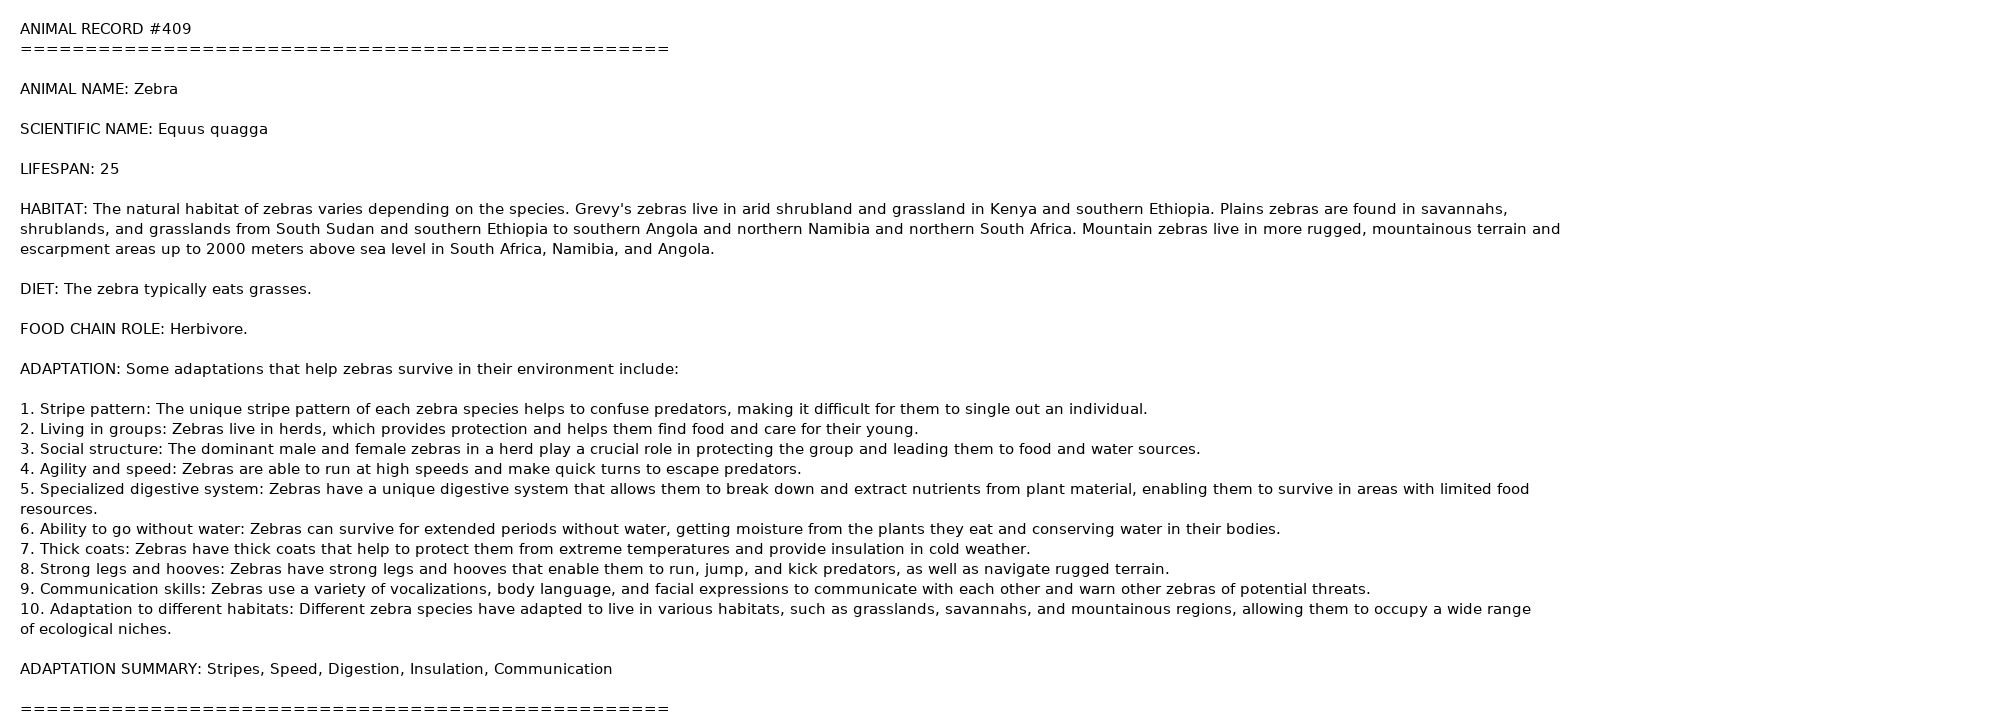 ANIMAL RECORD #409
==================================================
ANIMAL NAME: Zebra
SCIENTIFIC NAME: Equus quagga
LIFESPAN: 25
HABITAT: The natural habitat of zebras varies depending on the species. Grevy's zebras live in arid shrubland and grassland in Kenya and southern Ethiopia. Plains zebras are found in savannahs,
shrublands, and grasslands from South Sudan and southern Ethiopia to southern Angola and northern Namibia and northern South Africa. Mountain zebras live in more rugged, mountainous terrain and
escarpment areas up to 2000 meters above sea level in South Africa, Namibia, and Angola.
DIET: The zebra typically eats grasses.
FOOD CHAIN ROLE: Herbivore.
ADAPTATION: Some adaptations that help zebras survive in their environment include:
1. Stripe pattern: The unique stripe pattern of each zebra species helps to confuse predators, making it difficult for them to single out an individual.
2. Living in groups: Zebras live in herds, which provides protection and helps them find food and care for their young.
3. Social structure: The dominant male and female zebras in a herd play a crucial role in protecting the group and leading them to food and water sources.
4. Agility and speed: Zebras are able to run at high speeds and make quick turns to escape predators.
5. Specialized digestive system: Zebras have a unique digestive system that allows them to break down and extract nutrients from plant material, enabling them to survive in areas with limited food
resources.
6. Ability to go without water: Zebras can survive for extended periods without water, getting moisture from the plants they eat and conserving water in their bodies.
7. Thick coats: Zebras have thick coats that help to protect them from extreme temperatures and provide insulation in cold weather.
8. Strong legs and hooves: Zebras have strong legs and hooves that enable them to run, jump, and kick predators, as well as navigate rugged terrain.
9. Communication skills: Zebras use a variety of vocalizations, body language, and facial expressions to communicate with each other and warn other zebras of potential threats.
10. Adaptation to different habitats: Different zebra species have adapted to live in various habitats, such as grasslands, savannahs, and mountainous regions, allowing them to occupy a wide range
of ecological niches.
ADAPTATION SUMMARY: Stripes, Speed, Digestion, Insulation, Communication
==================================================